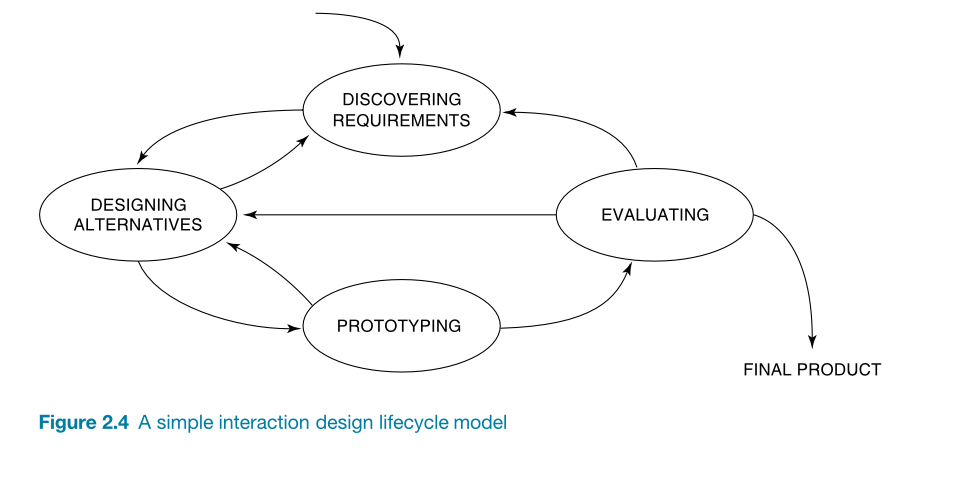 DISCOVERING
REQUIREMENTS
DESIGNING
ALTERNATIVES
EVALUATING
PROTOTYPING
FINAL PRODUCT
Figure 2.4 A simple interaction design lifecycle model